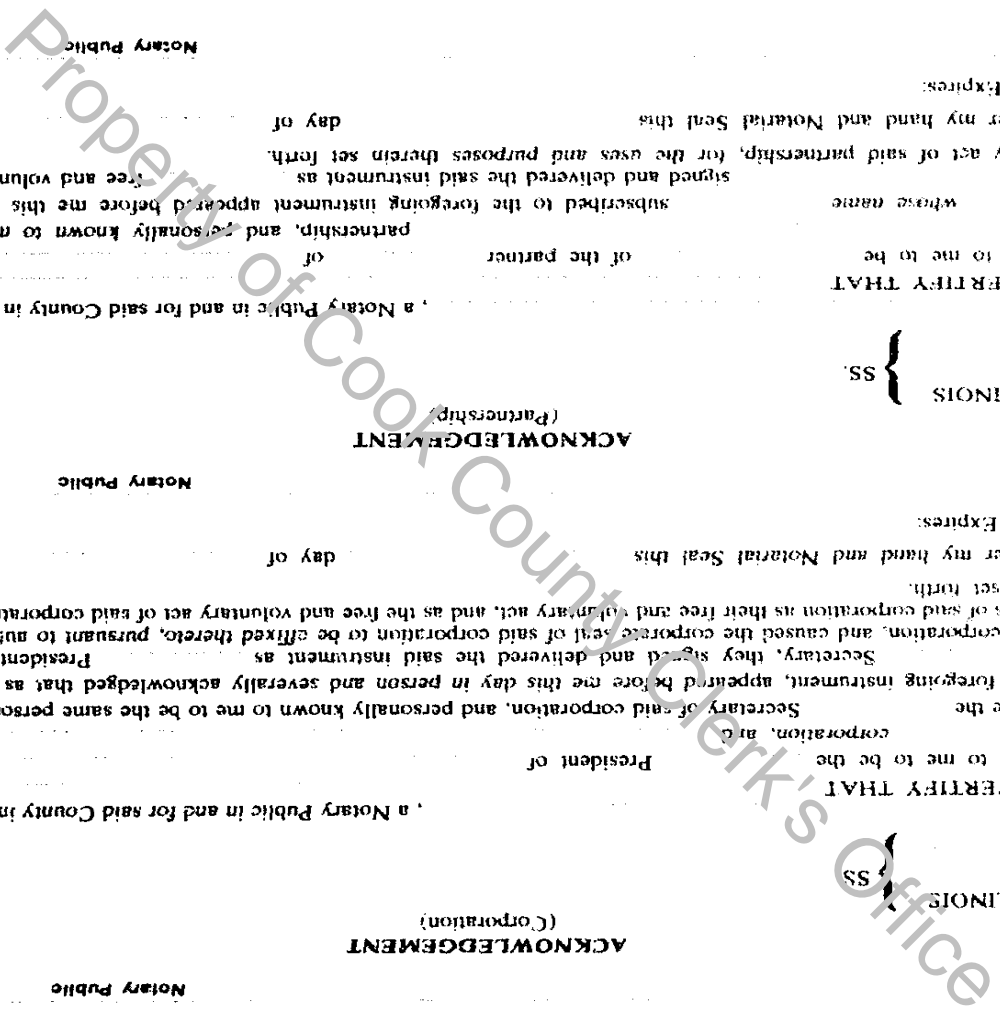 Notary Public
ACKNOWLEDGEMENT
(Corporation)
LINOIS } SS
, a Notary Public in and for said County in
ERTIFY THAT
to me to be the President of
corporation, and
e the Secretary of said corporation, and personally known to me to be the same person
foregoing instrument, appeared before me this day in person and severally acknowledged that as
Secretary, they signed and delivered the said instrument as President
corporation, and caused the corporate seal of said corporation to be affixed thereto, pursuant to aut
s of said corporation as their free and voluntary act, and as the free and voluntary act of said corporat
set forth.
er my hand and Notarial Seal this day of
Expires:
Notary Public
ACKNOWLEDGEMENT
(Partnership)
INOIS } SS.
, a Notary Public in and for said County in
ERTIFY THAT
to me to be of the partner of
partnership, and personally known to m
whose name subscribed to the foregoing instrument appeared before me this
signed and delivered the said instrument as free and volun
y act of said partnership, for the uses and purposes therein set forth.
er my hand and Notarial Seal this day of
Expires:
Notary Public
Property of Cook County Clerk's Office